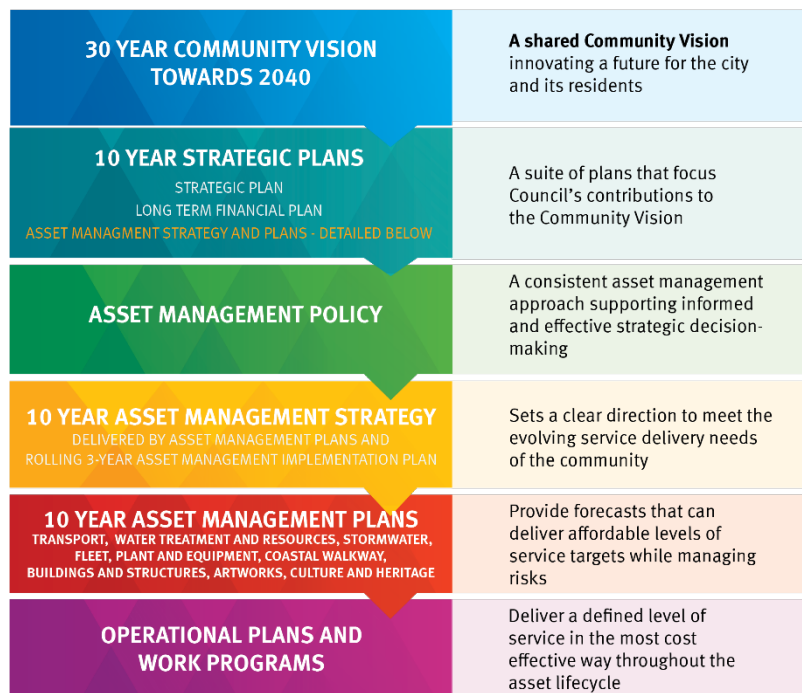 30 YEAR COMMUNITY VISION
TOWARDS 2040
A shared Community Vision
innovating a future for the city
and its residents
10 YEAR STRATEGIC PLANS
STRATEGIC PLAN
LONG TERM FINANCIAL PLAN
ASSET MANAGMENT STRATEGY AND PLANS - DETAILED BELOW
A suite of plans that focus
Council's contributions to
the Community Vision
ASSET MANAGEMENT POLICY
A consistent asset management
approach supporting informed
and effective strategic decision-
making
10 YEAR ASSET MANAGEMENT STRATEGY
DELIVERED BY ASSET MANAGEMENT PLANS AND
ROLLING 3-YEAR ASSET MANAGEMENT IMPLEMENTATION PLAN
Sets a clear direction to meet the
evolving service delivery needs
of the community
10 YEAR ASSET MANAGEMENT PLANS
TRANSPORT, WATER TREATMENT AND RESOURCES, STORMWATER,
FLEET, PLANT AND EQUIPMENT, COASTAL WALKWAY,
BUILDINGS AND STRUCTURES, ARTWORKS, CULTURE AND HERITAGE
Provide forecasts that can
deliver affordable levels of
service targets while managing
risks
OPERATIONAL PLANS AND
WORK PROGRAMS
Deliver a defined level of
service in the most cost
effective way throughout the
asset lifecycle